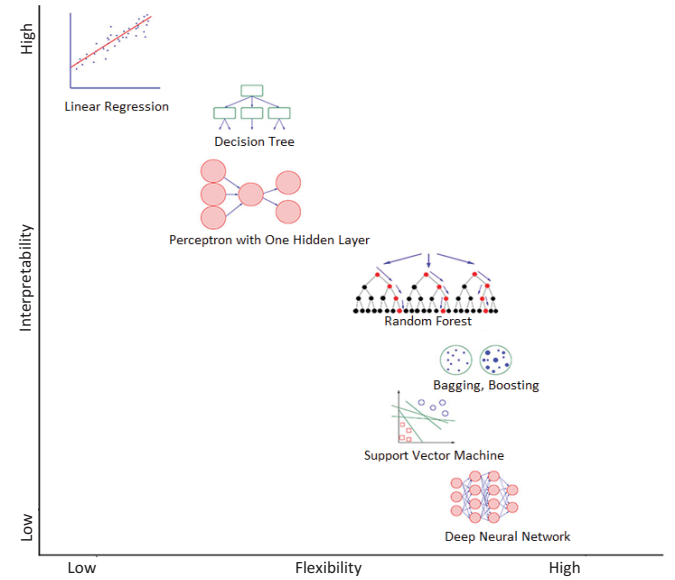 High
Linear Regression
Decision Tree
Perceptron with One Hidden Layer
Interpretability
Random Forest
Bagging, Boosting
Support Vector Machine
Low
Deep Neural Network
Low
Flexibility
High